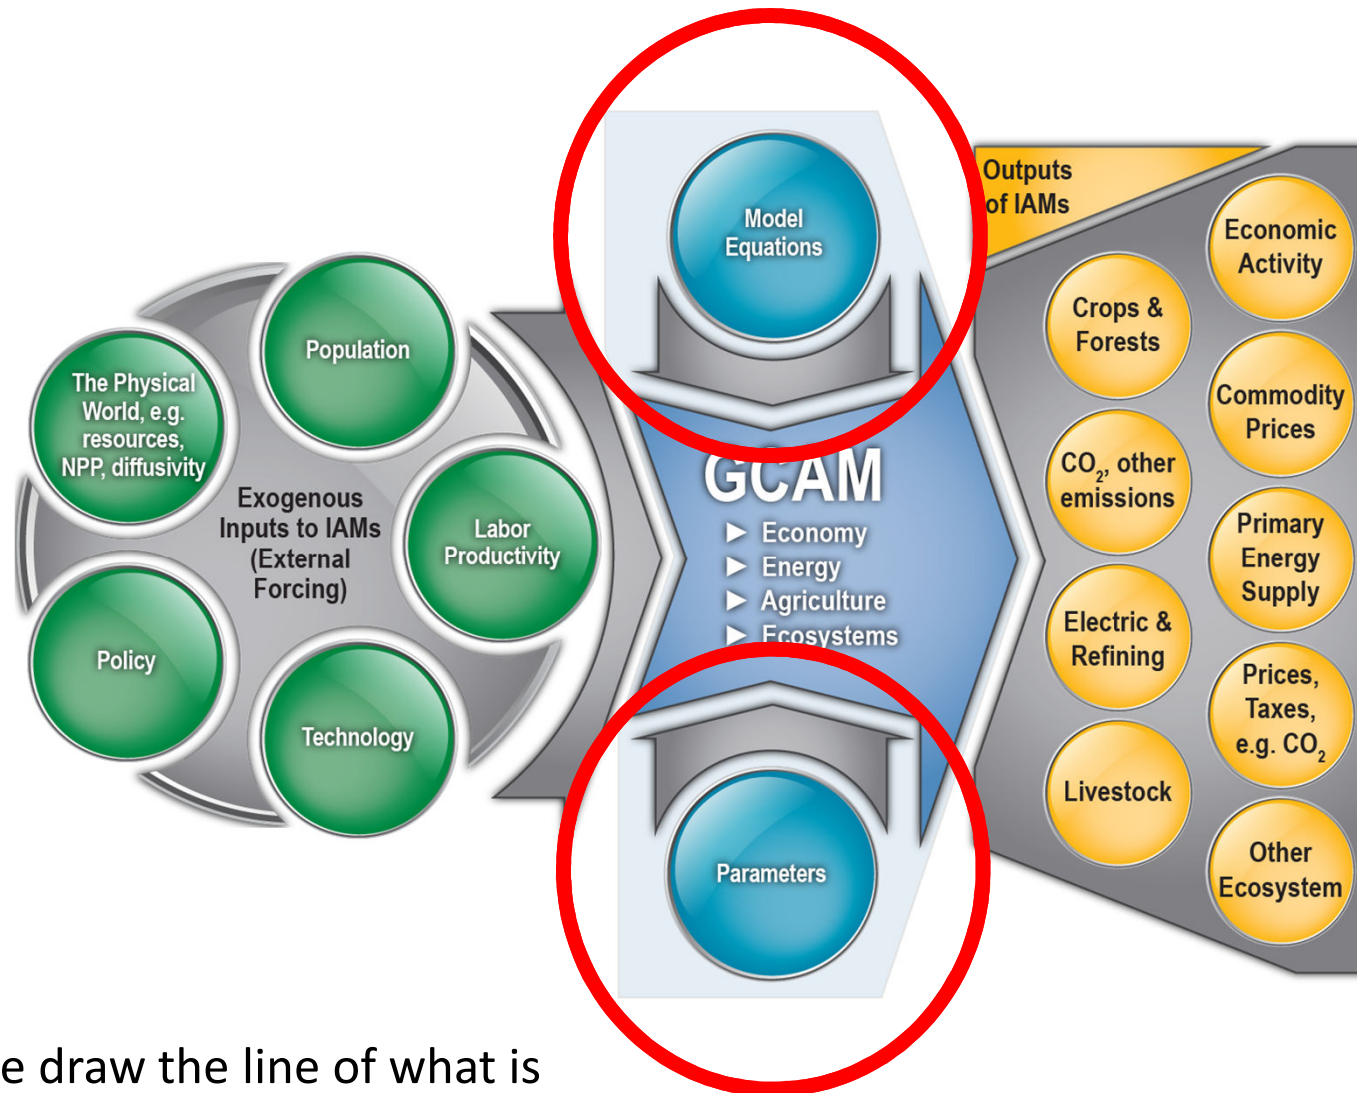 Model
Equations
Outputs
of IAMs
Economic
Activity
Crops &
Forests
Commodity
Prices
CO2, other
emissions
Primary
Energy
Supply
Electric &
Refining
Prices,
Taxes,
e.g. CO2
Livestock
Other
Ecosystem
Population
The Physical
World, e.g.
resources,
NPP, diffusivity
Exogenous
Inputs to IAMs
(External
Forcing)
Labor
Productivity
Policy
Technology
GCAM
► Economy
► Energy
► Agriculture
► Ecosystems
Parameters
e draw the line of what is